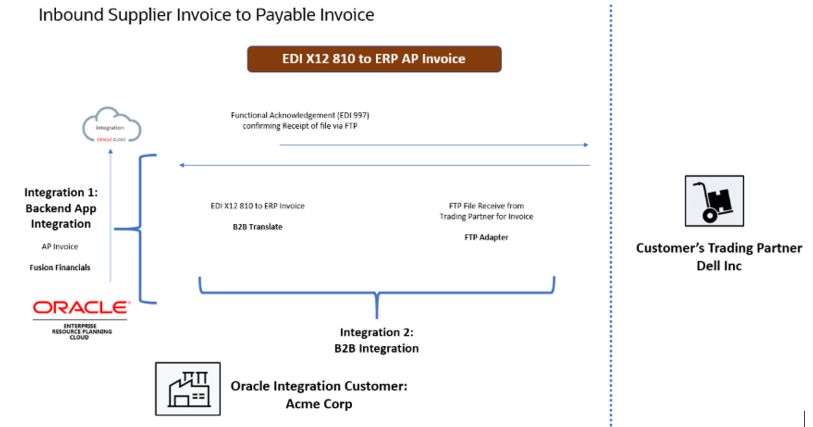 Inbound Supplier Invoice to Payable Invoice
EDI X12 810 to ERP AP Invoice
Functional Acknowledgement (EDI 997)
confirming Receipt of file via FTP
Integration
ORACLE CLOUD
Integration 1:
Backend App
Integration
AP Invoice
Fusion Financials
EDI X12 810 to ERP Invoice
B2B Translate
FTP File Receive from
Trading Partner for Invoice
FTP Adapter
Customer's Trading Partner
Dell Inc
ORACLE
ENTERPRISE
RESOURCE PLANNING
CLOUD
Integration 2:
B2B Integration
Oracle Integration Customer:
Acme Corp